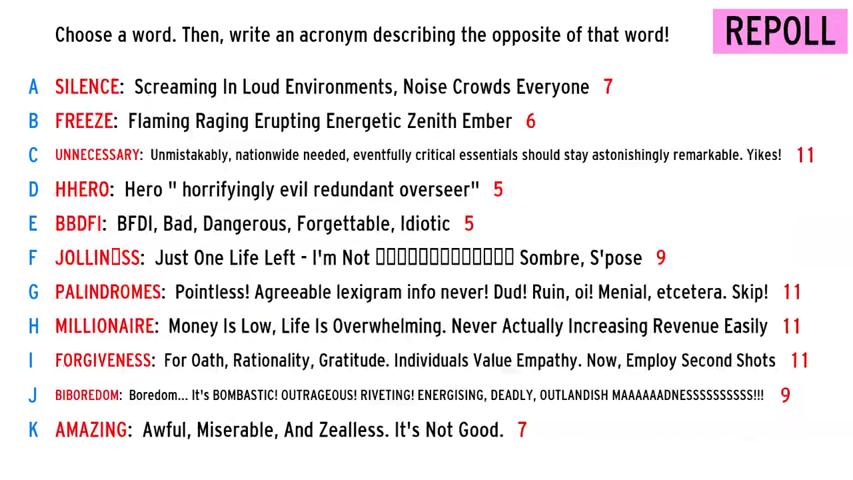 Choose a word. Then, write an acronym describing the opposite of that word!
REPOLL
A SILENCE: Screaming In Loud Environments, Noise Crowds Everyone 7
B FREEZE: Flaming Raging Erupting Energetic Zenith Ember 6
C UNNECESSARY: Unmistakably, nationwide needed, eventfully critical essentials should stay astonishingly remarkable. Yikes! 11
D HHERO: Hero " horrifyingly evil redundant overseer" 5
E BBDFI: BFDI, Bad, Dangerous, Forgettable, Idiotic 5
F JOLLIN▯SS: Just One Life Left - I'm Not ▯▯▯▯▯▯▯▯▯▯▯▯▯ Sombre, S'pose 9
G PALINDROMES: Pointless! Agreeable lexigram info never! Dud! Ruin, oi! Menial, etcetera. Skip! 11
H MILLIONAIRE: Money Is Low, Life Is Overwhelming. Never Actually Increasing Revenue Easily 11
I FORGIVENESS: For Oath, Rationality, Gratitude. Individuals Value Empathy. Now, Employ Second Shots 11
J BIBOREDOM: Boredom... It's BOMBASTIC! OUTRAGEOUS! RIVETING! ENERGISING, DEADLY, OUTLANDISH MAAAAAADNESSSSSSSSSS!!! 9
K AMAZING: Awful, Miserable, And Zealless. It's Not Good. 7